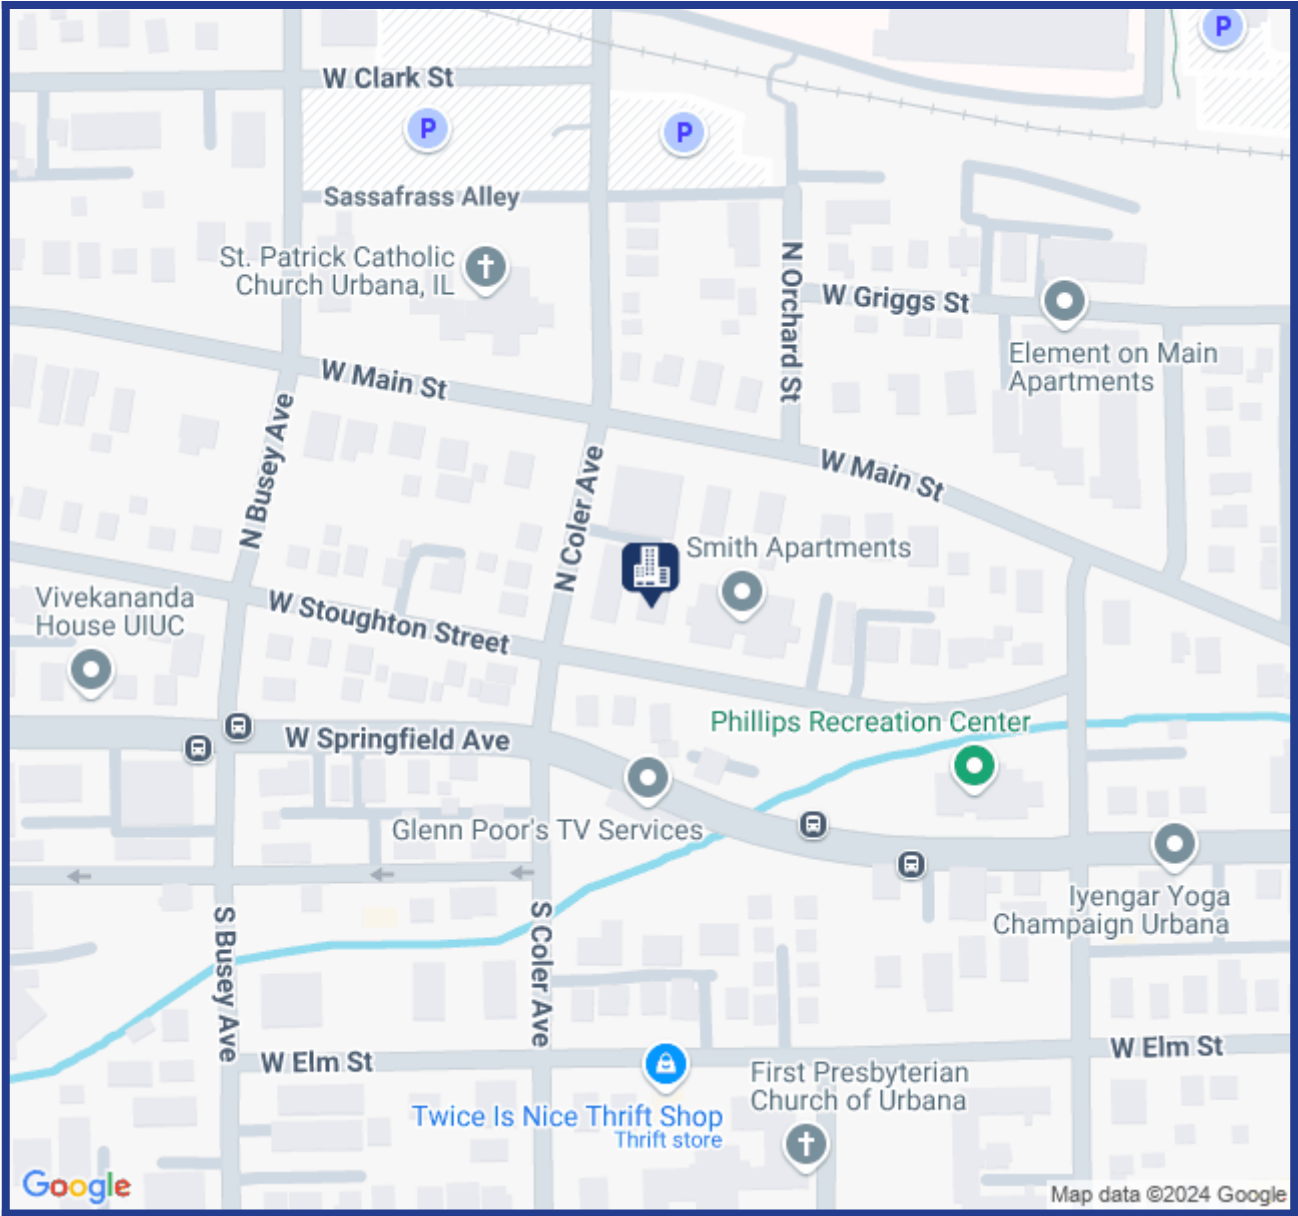 P
W Clark St
P
P
Sassafrass Alley
St. Patrick Catholic
Church Urbana, IL
N Orchard St
W Griggs St
Element on Main
Apartments
W Main St
N Busey Ave
W Main St
N Coler Ave
Smith Apartments
Vivekananda
House UIUC
W Stoughton Street
Phillips Recreation Center
W Springfield Ave
Glenn Poor's TV Services
Iyengar Yoga
Champaign Urbana
S Busey Ave
S Coler Ave
W Elm St
W Elm St
First Presbyterian
Church of Urbana
Twice Is Nice Thrift Shop
Thrift store
Google
Map data ©2024 Google